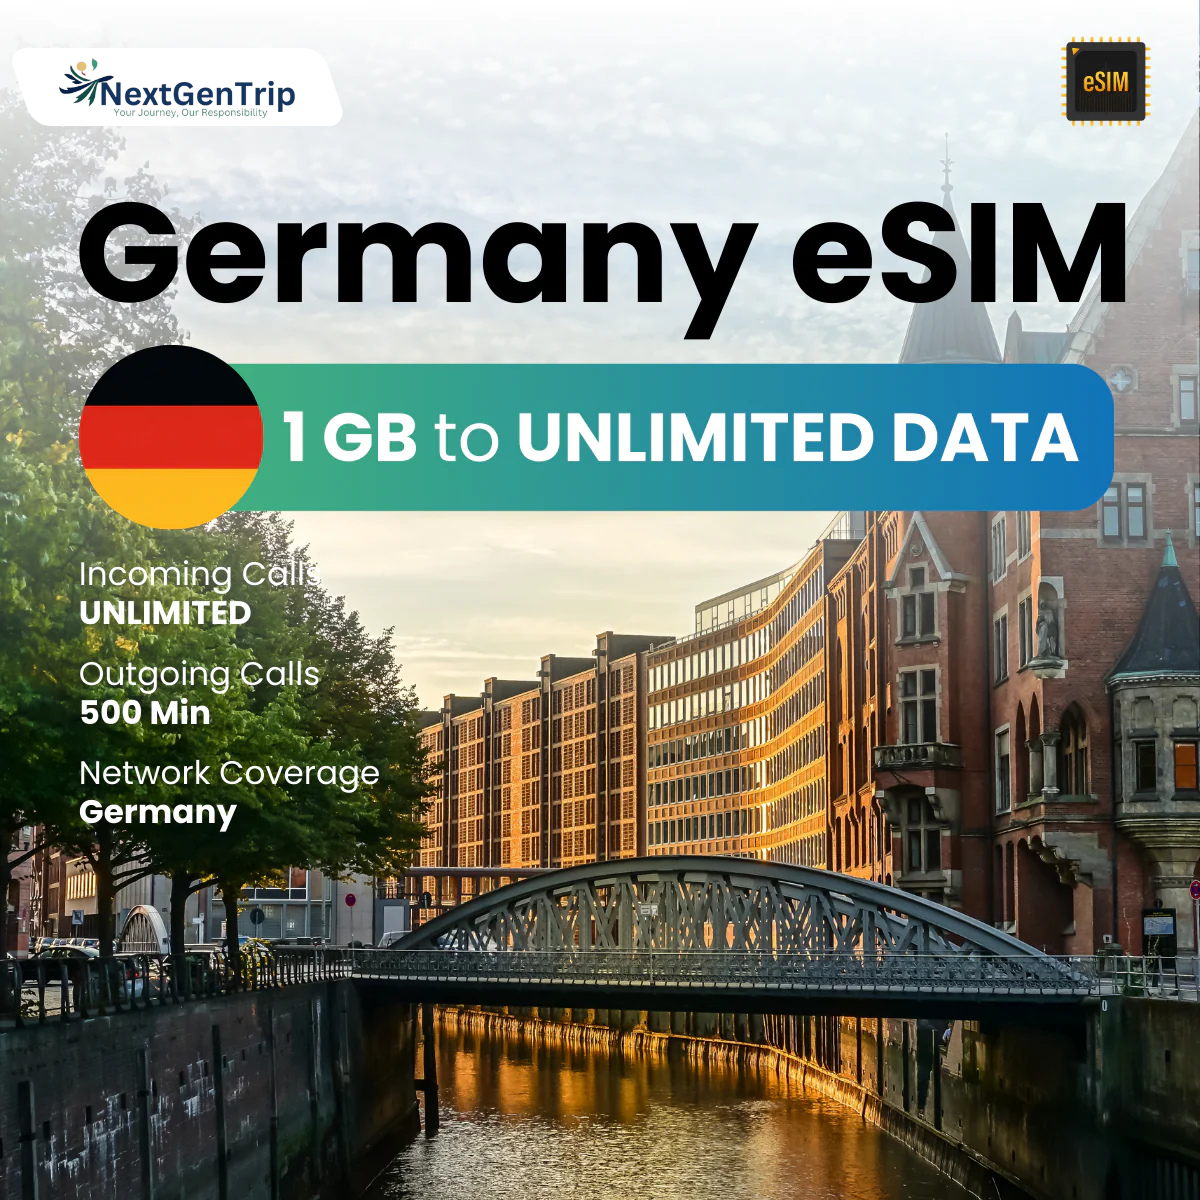 NextGenTrip
Your Journey, Our Responsibility
eSIM
Germany eSIM
1 GB to UNLIMITED DATA
Incoming Calls
UNLIMITED
Outgoing Calls
500 Min
Network Coverage
Germany